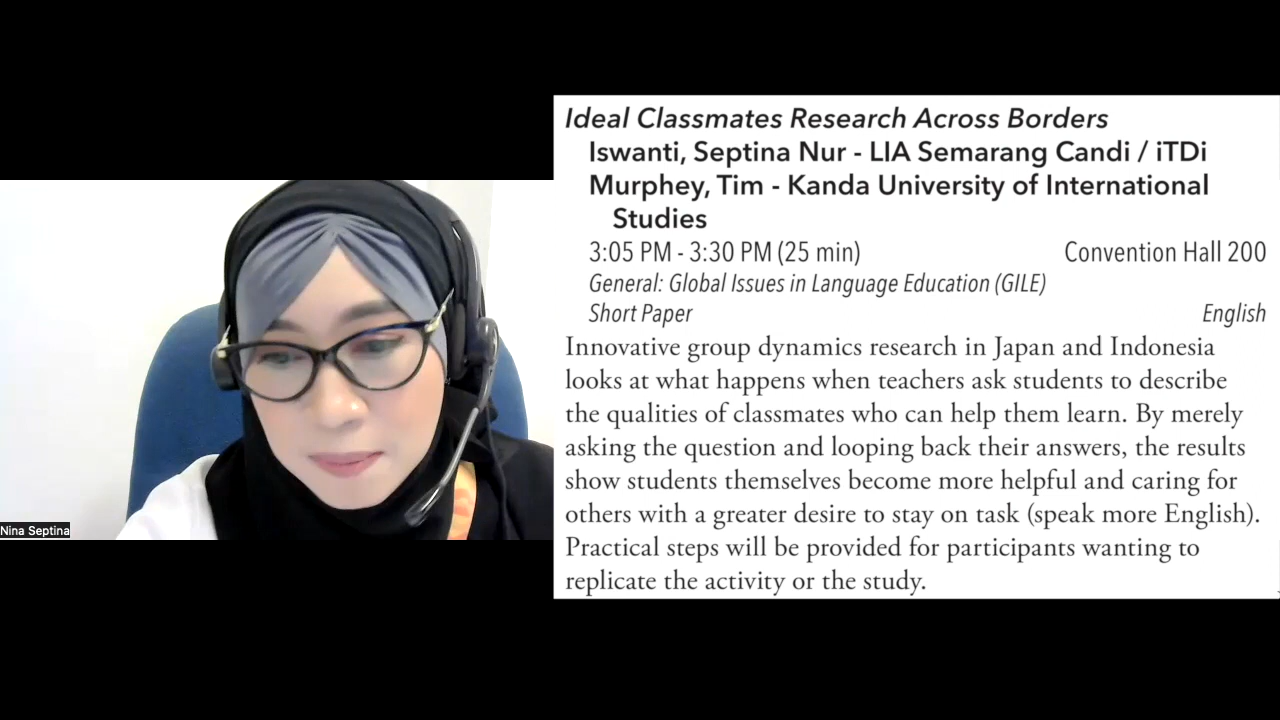 Ideal Classmates Research Across Borders
Iswanti, Septina Nur - LIA Semarang Candi / iTDi
Murphey, Tim - Kanda University of International
Studies
3:05 PM - 3:30 PM (25 min) Convention Hall 200
General: Global Issues in Language Education (GILE)
Short Paper English
Innovative group dynamics research in Japan and Indonesia
looks at what happens when teachers ask students to describe
the qualities of classmates who can help them learn. By merely
asking the question and looping back their answers, the results
show students themselves become more helpful and caring for
others with a greater desire to stay on task (speak more English).
Practical steps will be provided for participants wanting to
replicate the activity or the study.
Nina Septina